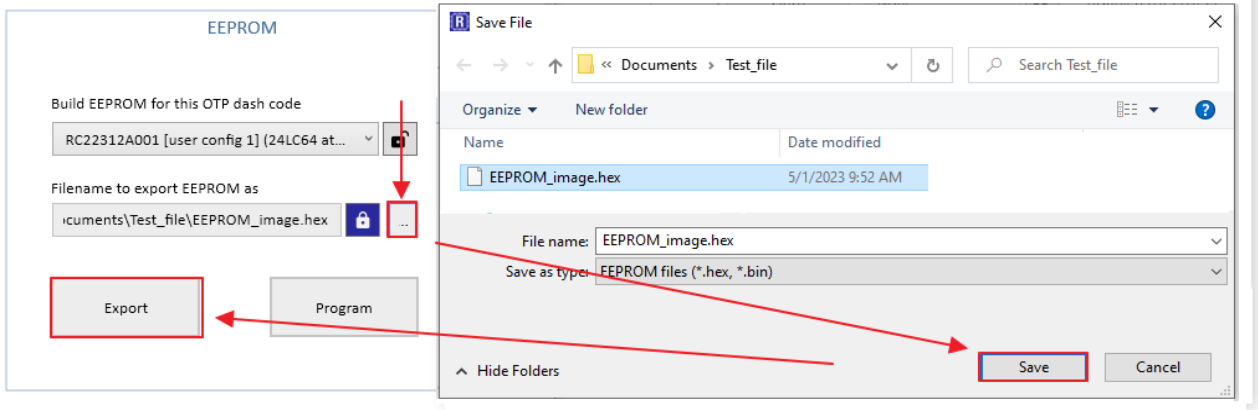 EEPROM
Build EEPROM for this OTP dash code
RC22312A001 [user config 1] (24LC64 at...
Filename to export EEPROM as
ocuments\Test_file\EEPROM_image.hex
...
Export
Program
R Save File
« Documents › Test_file
Search Test_file
Organize
New folder
?
Name
Date modified
EEPROM_image.hex
5/1/2023 9:52 AM
File name:
EEPROM_image.hex
Save as type:
EEPROM files (*.hex, *.bin)
Hide Folders
Save
Cancel